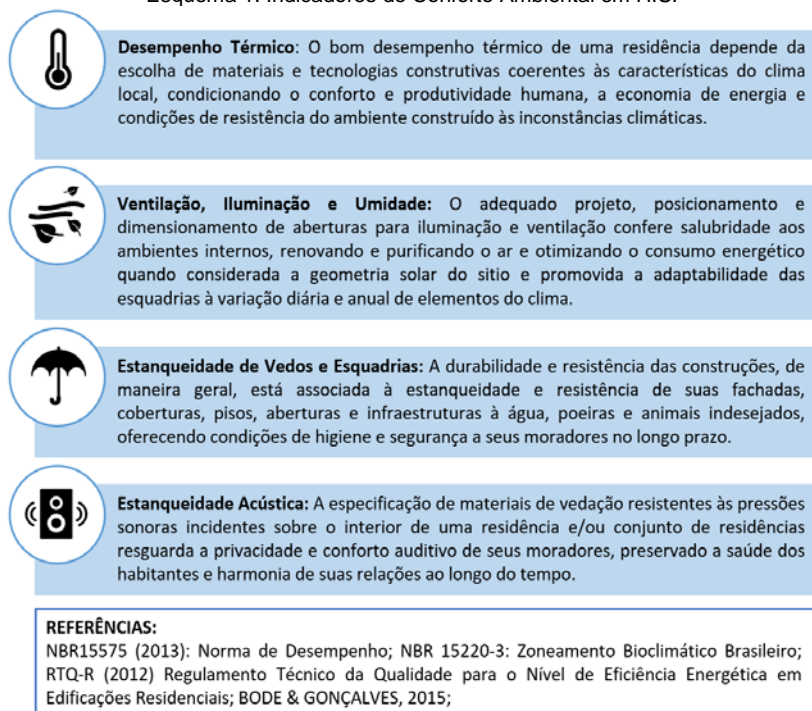 Esquema 1: Indicadores de Conforto Ambiental em HIS.
Desempenho Térmico: O bom desempenho térmico de uma residência depende da
escolha de materiais e tecnologias construtivas coerentes às características do clima
local, condicionando o conforto e produtividade humana, a economia de energia e
condições de resistência do ambiente construído às inconstâncias climáticas.
Ventilação, Iluminação e Umidade: O adequado projeto, posicionamento e
dimensionamento de aberturas para iluminação e ventilação confere salubridade aos
ambientes internos, renovando e purificando o ar e otimizando o consumo energético
quando considerada a geometria solar do sitio e promovida a adaptabilidade das
esquadrias à variação diária e anual de elementos do clima.
Estanqueidade de Vedos e Esquadrias: A durabilidade e resistência das construções, de
maneira geral, está associada à estanqueidade e resistência de suas fachadas,
coberturas, pisos, aberturas e infraestruturas à água, poeiras e animais indesejados,
oferecendo condições de higiene e segurança a seus moradores no longo prazo.
Estanqueidade Acústica: A especificação de materiais de vedação resistentes às pressões
sonoras incidentes sobre o interior de uma residência e/ou conjunto de residências
resguarda a privacidade e conforto auditivo de seus moradores, preservado a saúde dos
habitantes e harmonia de suas relações ao longo do tempo.
REFERÊNCIAS:
NBR15575 (2013): Norma de Desempenho; NBR 15220-3: Zoneamento Bioclimático Brasileiro;
RTQ-R (2012) Regulamento Técnico da Qualidade para o Nível de Eficiência Energética em
Edificações Residenciais; BODE & GONÇALVES, 2015;